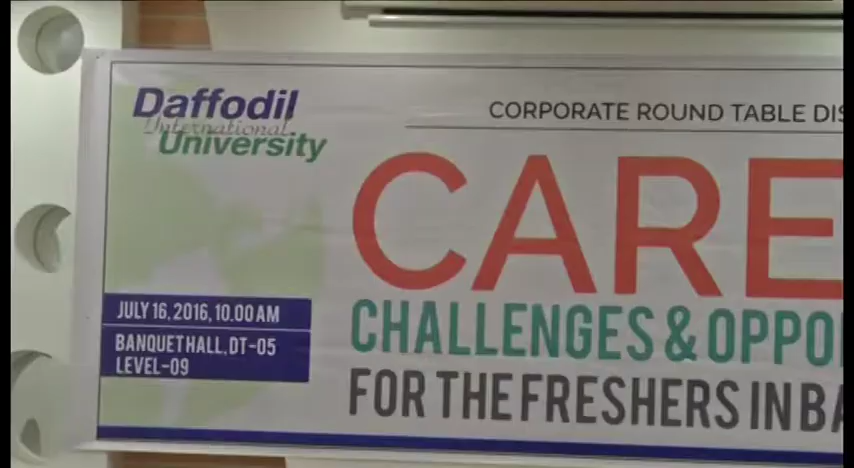 Daffodil
International
University
CORPORATE ROUND TABLE DIS
CARE
CHALLENGES & OPPO
FOR THE FRESHERS IN BA
JULY 16, 2016, 10.00 AM
BANQUET HALL, DT-05
LEVEL-09